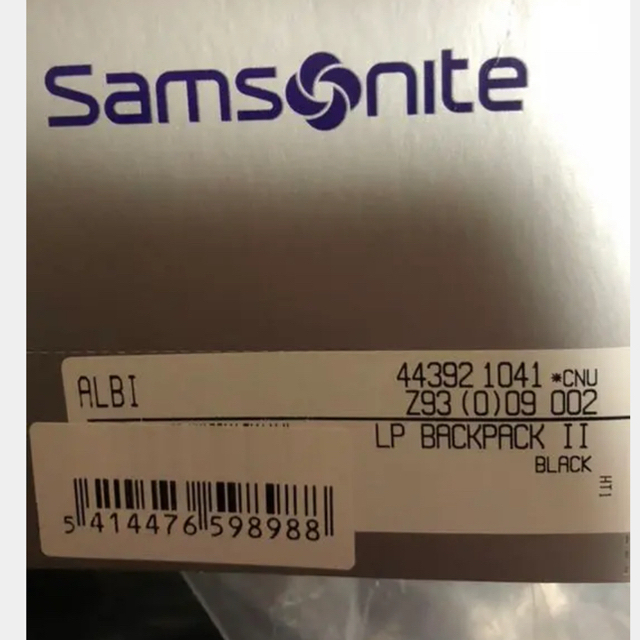 Samsonite
ALBI
44392 1041 *CNU
Z93 (0)09 002
LP BACKPACK II
BLACK
HT1
5 414476 598988